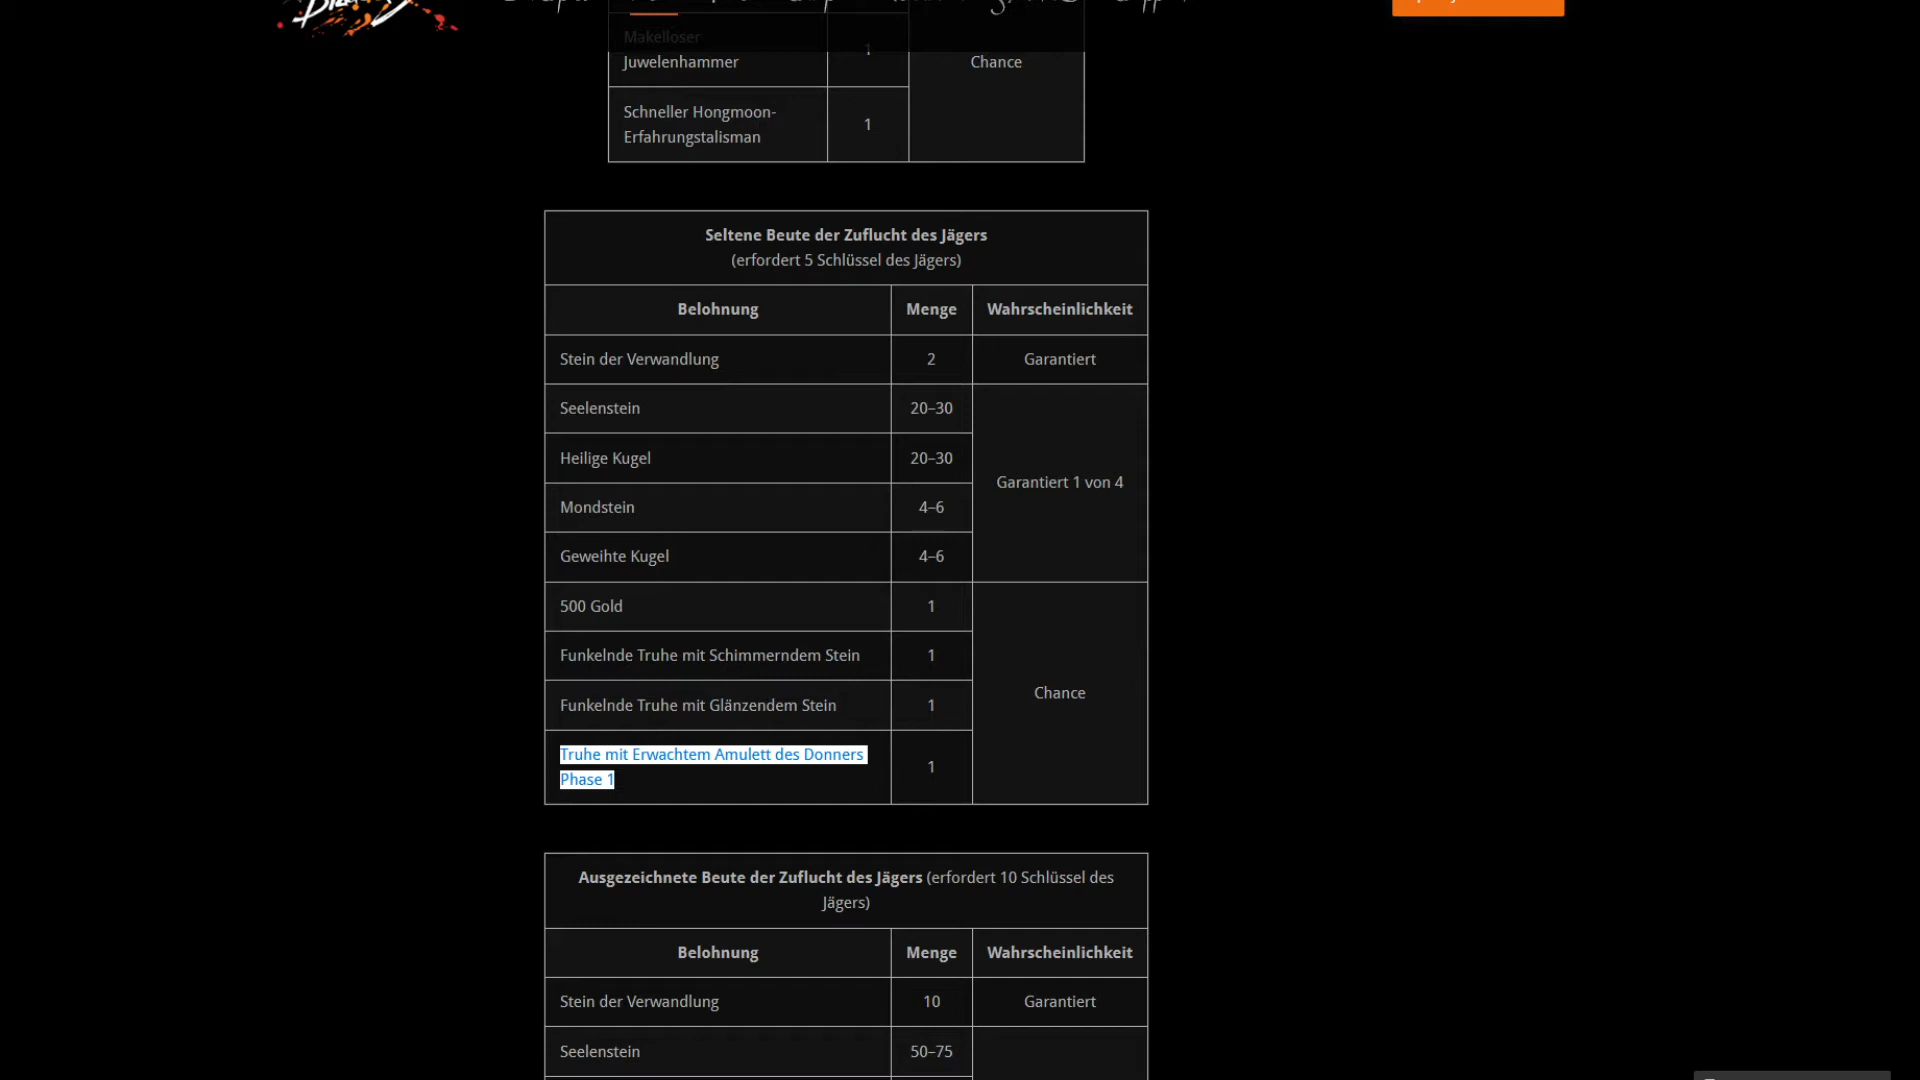 Makelloser
Juwelenhammer
1
Chance
Schneller Hongmoon-
Erfahrungstalisman
1
Seltene Beute der Zuflucht des Jägers
(erfordert 5 Schlüssel des Jägers)
Belohnung Menge Wahrscheinlichkeit
Stein der Verwandlung 2 Garantiert
Seelenstein 20–30
Heilige Kugel 20–30
Garantiert 1 von 4
Mondstein 4–6
Geweihte Kugel 4–6
500 Gold 1
Funkelnde Truhe mit Schimmerndem Stein 1
Chance
Funkelnde Truhe mit Glänzendem Stein 1
Truhe mit Erwachtem Amulett des Donners
Phase 1
1
Ausgezeichnete Beute der Zuflucht des Jägers (erfordert 10 Schlüssel des
Jägers)
Belohnung Menge Wahrscheinlichkeit
Stein der Verwandlung 10 Garantiert
Seelenstein 50–75